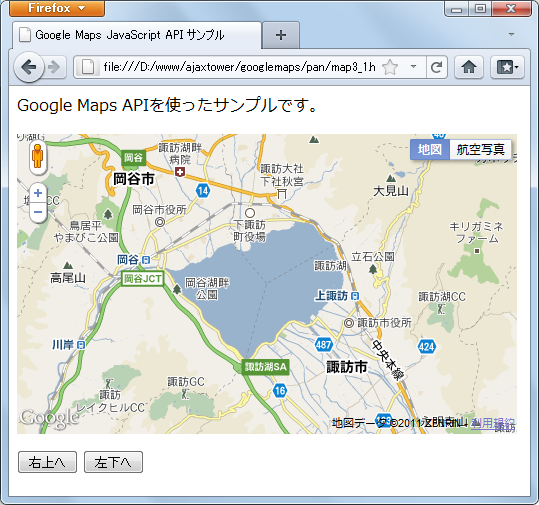 Firefox
Google Maps JavaScript API サンプル
file:///D:/www/ajaxtower/googlemaps/pan/map3_1.h
Google Maps APIを使ったサンプルです。
地図 航空写真
岡谷
諏訪湖畔
病院
岡谷市
14
諏訪大社
下社秋宮
大見山
岡谷市役所
下諏訪
町役場
鳥居平
やまびこ公園
キリガミネ
ファーム
立石公園
岡谷
諏訪湖
高尾山
岡谷JCT
岡谷湖畔
公園
上諏訪
諏訪湖CC
諏訪市役所
川岸
487
424
中央本線
諏訪湖SA
諏訪市
諏訪
レイクヒルCC
諏訪GC
16
Google
地図データ ©2011 ZENRIN - 利用規約
諏訪
右上へ
左下へ